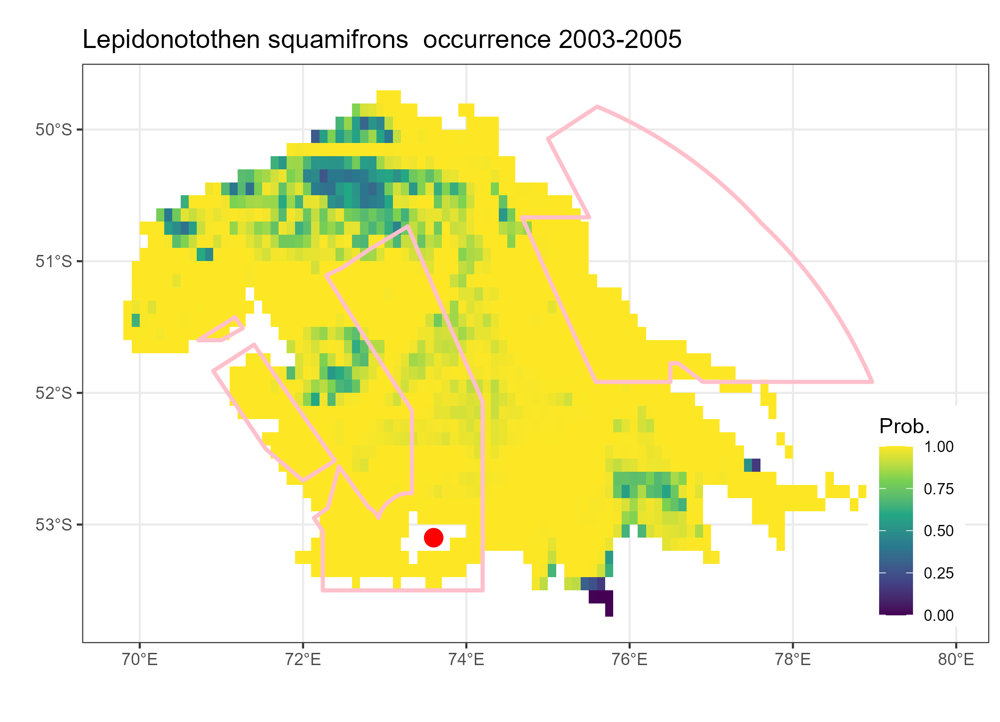 Lepidonotothen squamifrons  occurrence 2003-2005
50°S
51°S
52°S
53°S
Prob.
1.00
0.75
0.50
0.25
0.00
70°E
72°E
74°E
76°E
78°E
80°E